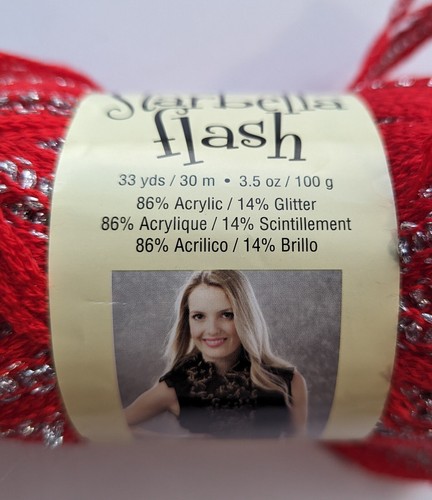 Starbella
flash
33 yds / 30 m • 3.5 oz / 100 g
86% Acrylic / 14% Glitter
86% Acrylique / 14% Scintillement
86% Acrilico / 14% Brillo